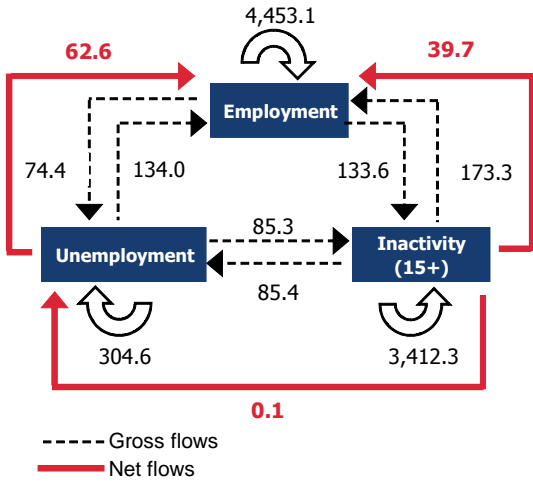 4,453.1
62.6
39.7
Employment
74.4
134.0
133.6
173.3
Unemployment
85.3
Inactivity
(15+)
85.4
304.6
3,412.3
0.1
Gross flows
Net flows